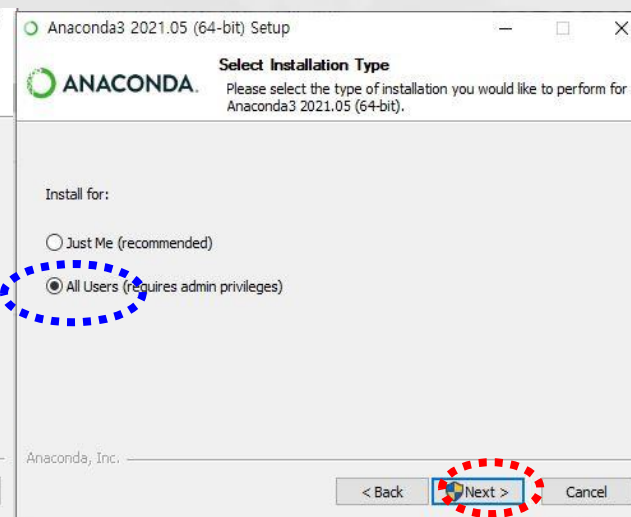 Anaconda3 2021.05 (64-bit) Setup
ANACONDA.
Select Installation Type
Please select the type of installation you would like to perform for
Anaconda3 2021.05 (64-bit).
Install for:
Just Me (recommended)
All Users (requires admin privileges)
Anaconda, Inc.
< Back
Next >
Cancel